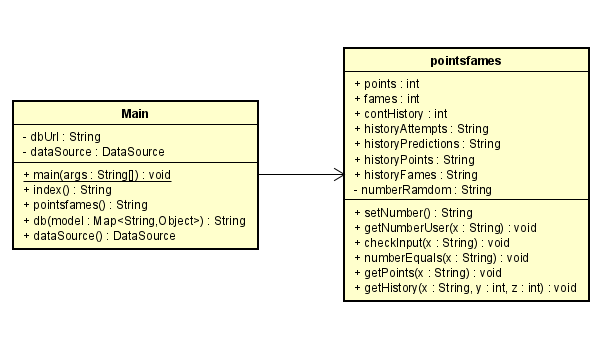 Main
- dbUrl : String
- dataSource : DataSource
+ main(args : String[]) : void
+ index() : String
+ pointsfames() : String
+ db(model : Map<String,Object>) : String
+ dataSource() : DataSource
pointsfames
+ points : int
+ fames : int
+ contHistory : int
+ historyAttempts : String
+ historyPredictions : String
+ historyPoints : String
+ historyFames : String
- numberRamdom : String
+ setNumber() : String
+ getNumberUser(x : String) : void
+ checkInput(x : String) : void
+ numberEquals(x : String) : void
+ getPoints(x : String) : void
+ getHistory(x : String, y : int, z : int) : void